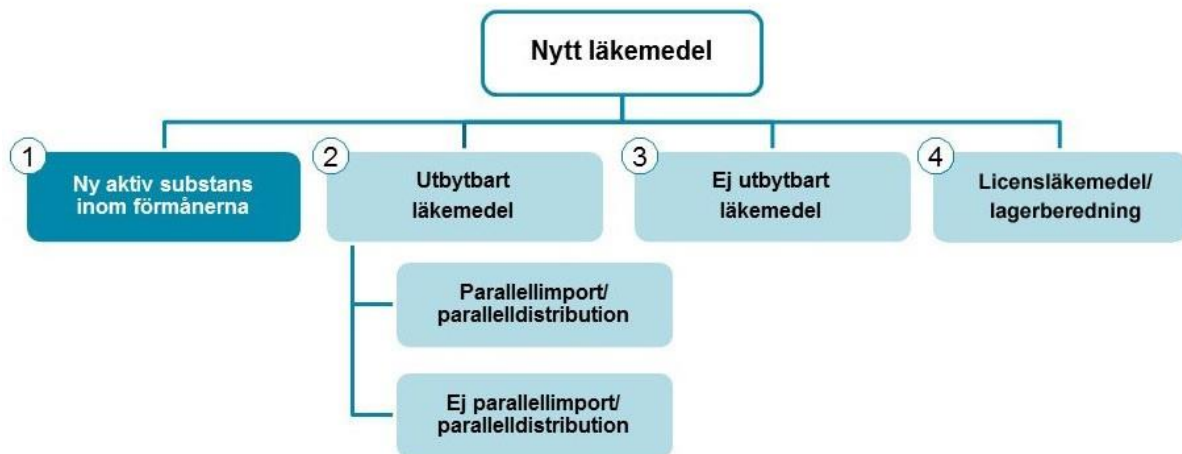 Nytt läkemedel
1
Ny aktiv substans
inom förmånerna
2
Utbytbart
läkemedel
3
Ej utbytbart
läkemedel
4
Licensläkemedel/
lagerberedning
Parallellimport/
parallelldistribution
Ej parallellimport/
parallelldistribution